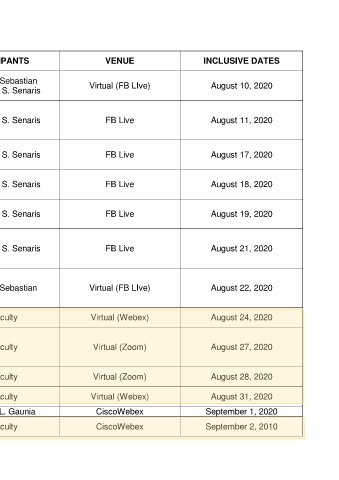 IPANTS VENUE INCLUSIVE DATES
Sebastian
S. Senaris Virtual (FB LIve) August 10, 2020
S. Senaris FB Live August 11, 2020
S. Senaris FB Live August 17, 2020
S. Senaris FB Live August 18, 2020
S. Senaris FB Live August 19, 2020
S. Senaris FB Live August 21, 2020
Sebastian Virtual (FB LIve) August 22, 2020
culty Virtual (Webex) August 24, 2020
culty Virtual (Zoom) August 27, 2020
culty Virtual (Zoom) August 28, 2020
culty Virtual (Webex) August 31, 2020
L. Gaunia CiscoWebex September 1, 2020
culty CiscoWebex September 2, 2010